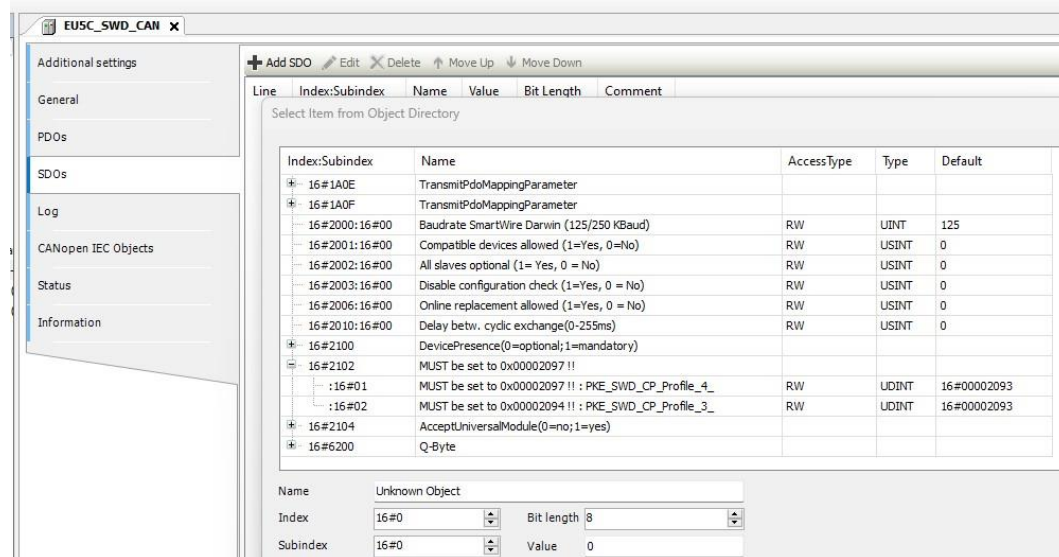 EU5C_SWD_CAN X
Additional settings
General
PDOs
SDOs
Log
CANopen IEC Objects
Status
Information
Add SDO Edit Delete Move Up Move Down
Line Index:Subindex Name Value Bit Length Comment
Select Item from Object Directory
Index:Subindex Name AccessType Type Default
16#1A0E TransmitPdoMappingParameter
16#1A0F TransmitPdoMappingParameter
16#2000:16#00 Baudrate SmartWire Darwin (125/250 KBaud) RW UINT 125
16#2001:16#00 Compatible devices allowed (1=Yes, 0=No) RW USINT 0
16#2002:16#00 All slaves optional (1= Yes, 0 = No) RW USINT 0
16#2003:16#00 Disable configuration check (1=Yes, 0 = No) RW USINT 0
16#2006:16#00 Online replacement allowed (1=Yes, 0 = No) RW USINT 0
16#2010:16#00 Delay betw. cyclic exchange(0-255ms) RW USINT 0
16#2100 DevicePresence(0=optional;1=mandatory)
16#2102 MUST be set to 0x00002097 !!
:16#01 MUST be set to 0x00002097 !! : PKE_SWD_CP_Profile_4_ RW UDINT 16#00002093
:16#02 MUST be set to 0x00002094 !! : PKE_SWD_CP_Profile_3_ RW UDINT 16#00002093
16#2104 AcceptUniversalModule(0=no;1=yes)
16#6200 Q-Byte
Name Unknown Object
Index 16#0 Bit length 8
Subindex 16#0 Value 0